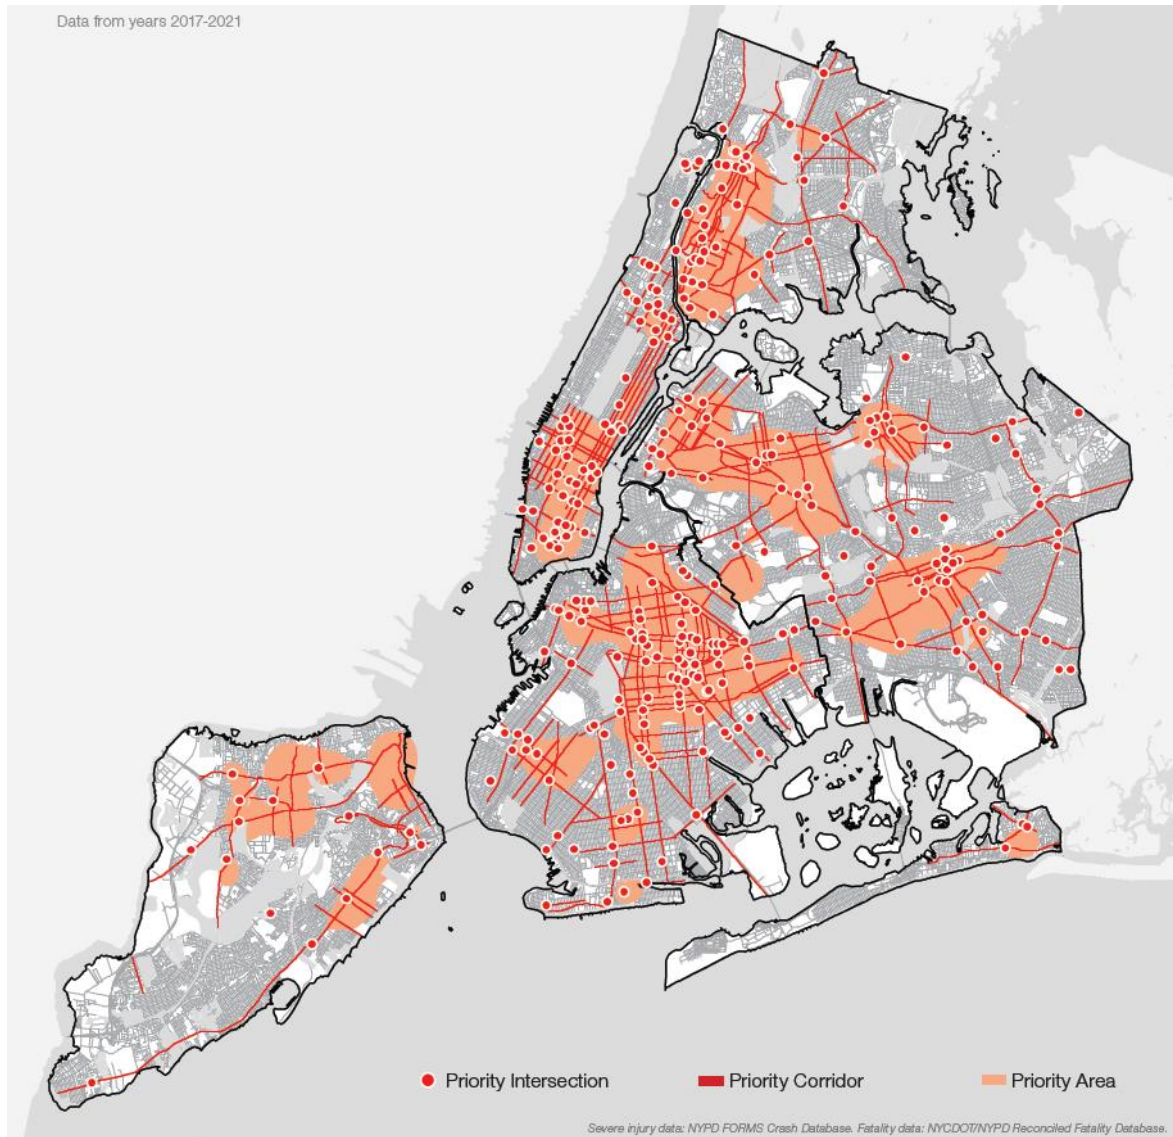 Data from years 2017-2021
Priority Intersection
Priority Corridor
Priority Area
Severe injury data: NYPD FORMS Crash Database. Fatality data: NYCDOT/NYPD Reconciled Fatality Database.